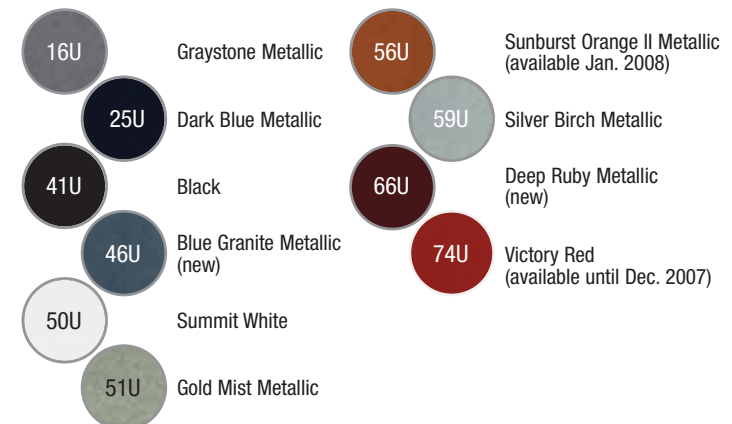 16U
Graystone Metallic
25U
Dark Blue Metallic
41U
Black
46U
Blue Granite Metallic
(new)
50U
Summit White
51U
Gold Mist Metallic
56U
Sunburst Orange II Metallic
(available Jan. 2008)
59U
Silver Birch Metallic
66U
Deep Ruby Metallic
(new)
74U
Victory Red
(available until Dec. 2007)